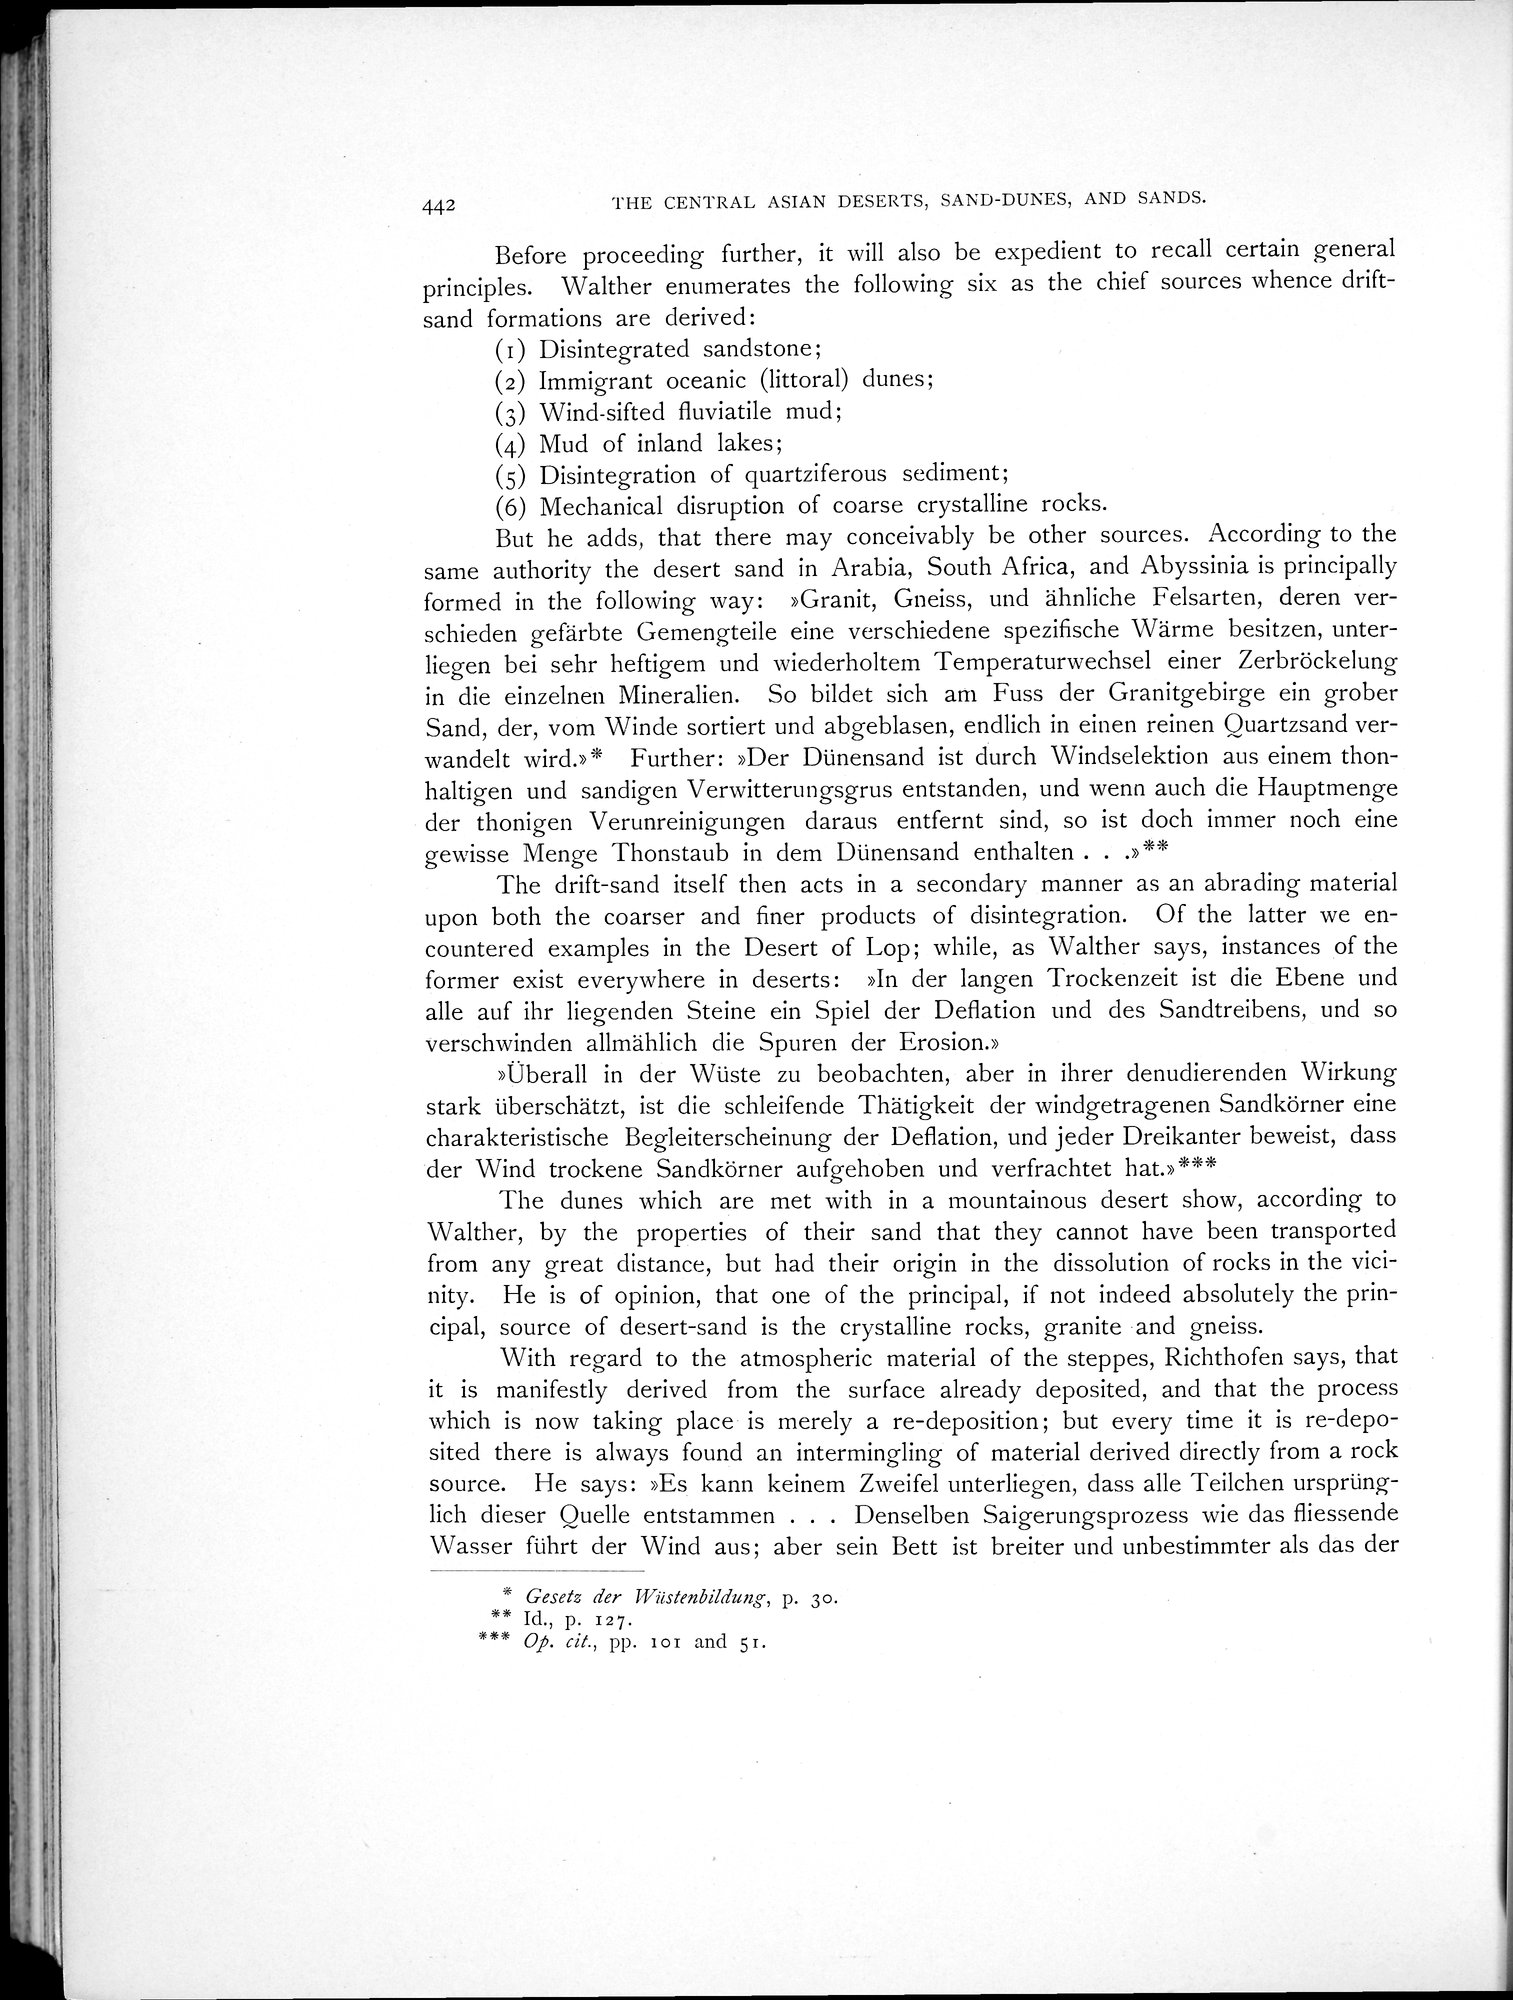 442 THE CENTRAL ASIAN DESERTS, SAND-DUNES, AND SANDS.
Before proceeding further, it will also be expedient to recall certain general
principles. Walther enumerates the following six as the chief sources whence drift-
sand formations are derived:
(1) Disintegrated sandstone;
(2) Immigrant oceanic (littoral) dunes;
(3) Wind-sifted fluviatile mud;
(4) Mud of inland lakes;
(5) Disintegration of quartziferous sediment;
(6) Mechanical disruption of coarse crystalline rocks.
But he adds, that there may conceivably be other sources. According to the
same authority the desert sand in Arabia, South Africa, and Abyssinia is principally
formed in the following way: »Granit, Gneiss, und ähnliche Felsarten, deren ver-
schieden gefärbte Gemengteile eine verschiedene spezifische Wärme besitzen, unter-
liegen bei sehr heftigem und wiederholtem Temperaturwechsel einer Zerbröckelung
in die einzelnen Mineralien. So bildet sich am Fuss der Granitgebirge ein grober
Sand, der, vom Winde sortiert und abgeblasen, endlich in einen reinen Quartzsand ver-
wandelt wird.»* Further: »Der Dünensand ist durch Windselektion aus einem thon-
haltigen und sandigen Verwitterungsgrus entstanden, und wenn auch die Hauptmenge
der thonigen Verunreinigungen daraus entfernt sind, so ist doch immer noch eine
gewisse Menge Thonstaub in dem Dünensand enthalten . . .»**
The drift-sand itself then acts in a secondary manner as an abrading material
upon both the coarser and finer products of disintegration. Of the latter we en-
countered examples in the Desert of Lop; while, as Walther says, instances of the
former exist everywhere in deserts: »In der langen Trockenzeit ist die Ebene und
alle auf ihr liegenden Steine ein Spiel der Deflation und des Sandtreibens, und so
verschwinden allmählich die Spuren der Erosion.»
»Überall in der Wüste zu beobachten, aber in ihrer denudierenden Wirkung
stark überschätzt, ist die schleifende Thätigkeit der windgetragenen Sandkörner eine
charakteristische Begleiterscheinung der Deflation, und jeder Dreikanter beweist, dass
der Wind trockene Sandkörner aufgehoben und verfrachtet hat.»***
The dunes which are met with in a mountainous desert show, according to
Walther, by the properties of their sand that they cannot have been transported
from any great distance, but had their origin in the dissolution of rocks in the vici-
nity. He is of opinion, that one of the principal, if not indeed absolutely the prin-
cipal, source of desert-sand is the crystalline rocks, granite and gneiss.
With regard to the atmospheric material of the steppes, Richthofen says, that
it is manifestly derived from the surface already deposited, and that the process
which is now taking place is merely a re-deposition; but every time it is re-depo-
sited there is always found an intermingling of material derived directly from a rock
source. He says: »Es kann keinem Zweifel unterliegen, dass alle Teilchen ursprüng-
lich dieser Quelle entstammen . . . Denselben Saigerungsprozess wie das fliessende
Wasser führt der Wind aus; aber sein Bett ist breiter und unbestimmter als das der
* Gesetz der Wüstenbildung, p. 30.
** Id., p. 127.
*** Op. cit., pp. 101 and 51.